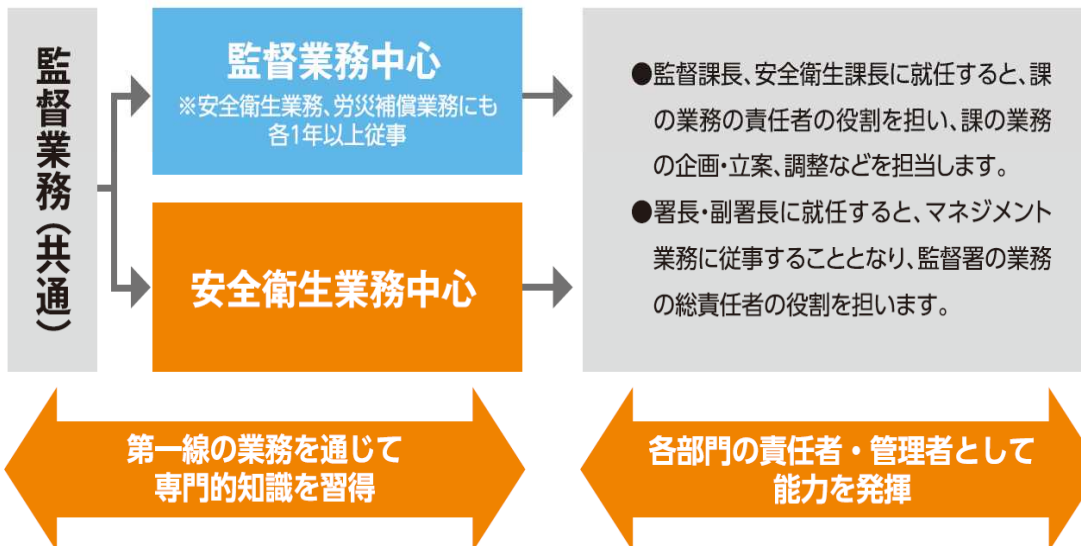 監督業務(共通)
監督業務中心
※安全衛生業務、労災補償業務にも
各1年以上従事
安全衛生業務中心
●監督課長、安全衛生課長に就任すると、課
の業務の責任者の役割を担い、課の業務
の企画・立案、調整などを担当します。
●署長・副署長に就任すると、マネジメント
業務に従事することとなり、監督署の業務
の総責任者の役割を担います。
第一線の業務を通じて
専門的知識を習得
各部門の責任者・管理者として
能力を発揮